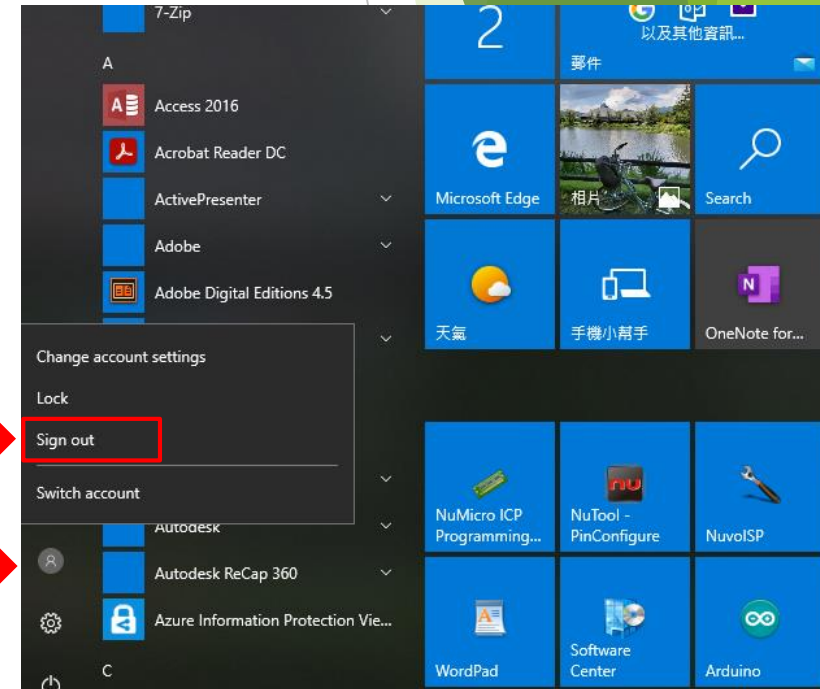 7-Zip
A
Access 2016
Acrobat Reader DC
ActivePresenter
Adobe
Adobe Digital Editions 4.5
Change account settings
Lock
Sign out
Switch account
Autodesk
Autodesk ReCap 360
Azure Information Protection Vie...
C
2
以及其他資訊...
郵件
Microsoft Edge
相片
Search
天氣
手機小幫手
OneNote for...
NuMicro ICP
Programming...
NuTool -
PinConfigure
NuvoISP
WordPad
Software
Center
Arduino